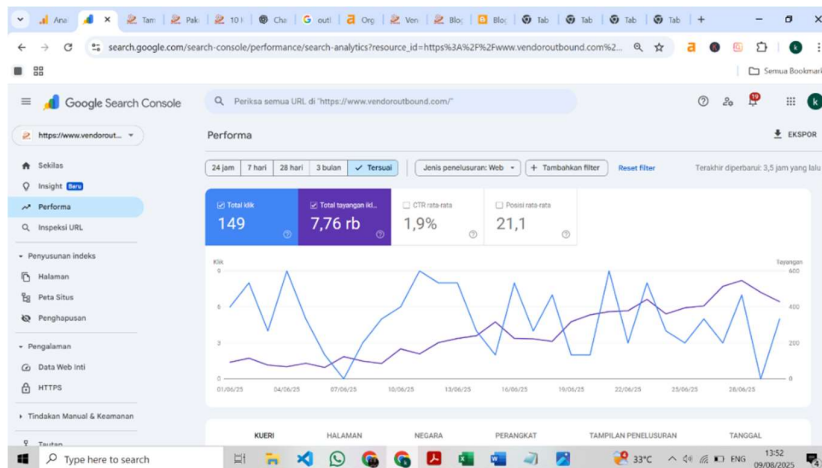 Ana
Tam
Pak
10 I
Cha
G outl
a Org
Ven
Blo
Blo
Tab
Tab
Tab
Tab
search.google.com/search-console/performance/search-analytics?resource_id=https%3A%2F%2Fwww.vendoroutbound.com%2...
Semua Bookmark
Google Search Console
Periksa semua URL di "https://www.vendoroutbound.com/"
19
k
https://www.vendorout...
Performa
EKSPOR
24 jam 7 hari 28 hari 3 bulan Tersuai Jenis penelusuran: Web + Tambahkan filter Reset filter Terakhir diperbarui: 3,5 jam yang lalu
Sekilas
Insight Baru
Performa
Inspeksi URL
Penyusunan indeks
Halaman
Peta Situs
Penghapusan
Pengalaman
Data Web Inti
HTTPS
Tindakan Manual & Keamanan
Tautan
Total klik
149
Total tayangan ikl...
7,76 rb
CTR rata-rata
1,9%
Posisi rata-rata
21,1
Klik Tayangan
9 600
6 400
3 200
0 0
01/06/25 04/06/25 07/06/25 10/06/25 13/06/25 16/06/25 19/06/25 22/06/25 25/06/25 28/06/25
KUERI HALAMAN NEGARA PERANGKAT TAMPILAN PENELUSURAN TANGGAL
Type here to search
33°C
ENG
13:52
09/08/2025